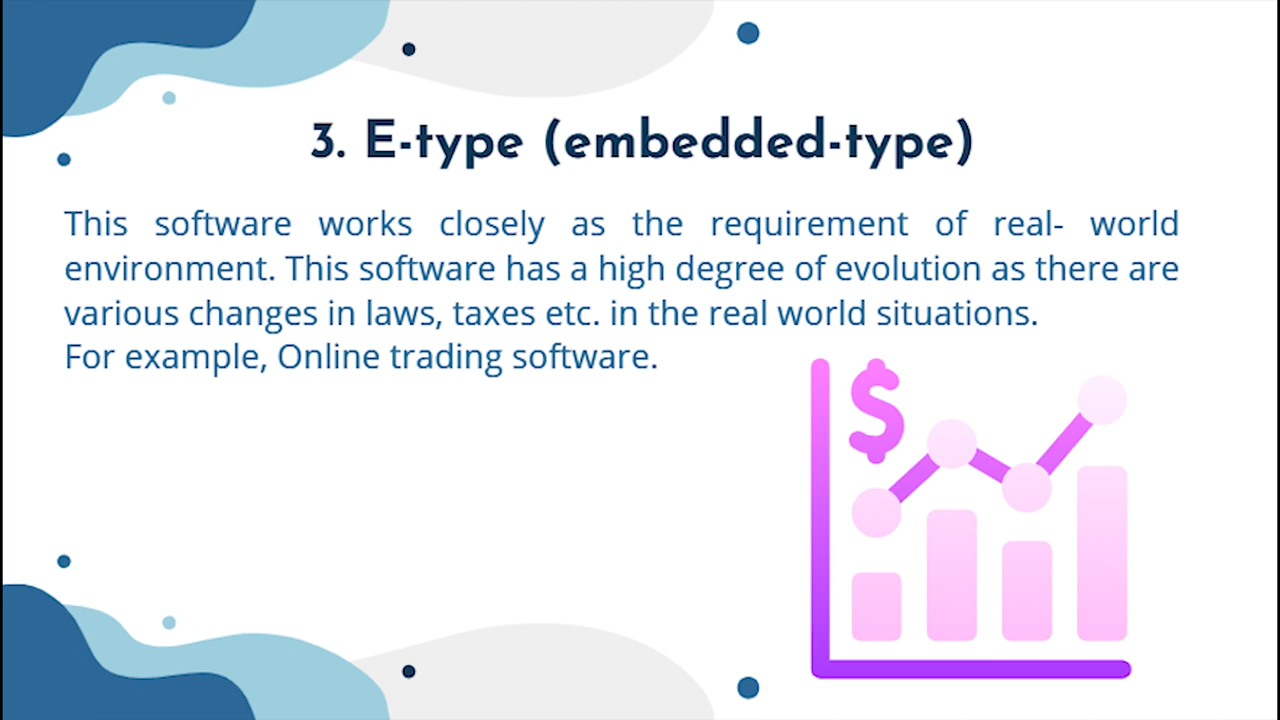 3. E-type (embedded-type)
This software works closely as the requirement of real- world
environment. This software has a high degree of evolution as there are
various changes in laws, taxes etc. in the real world situations.
For example, Online trading software.
$